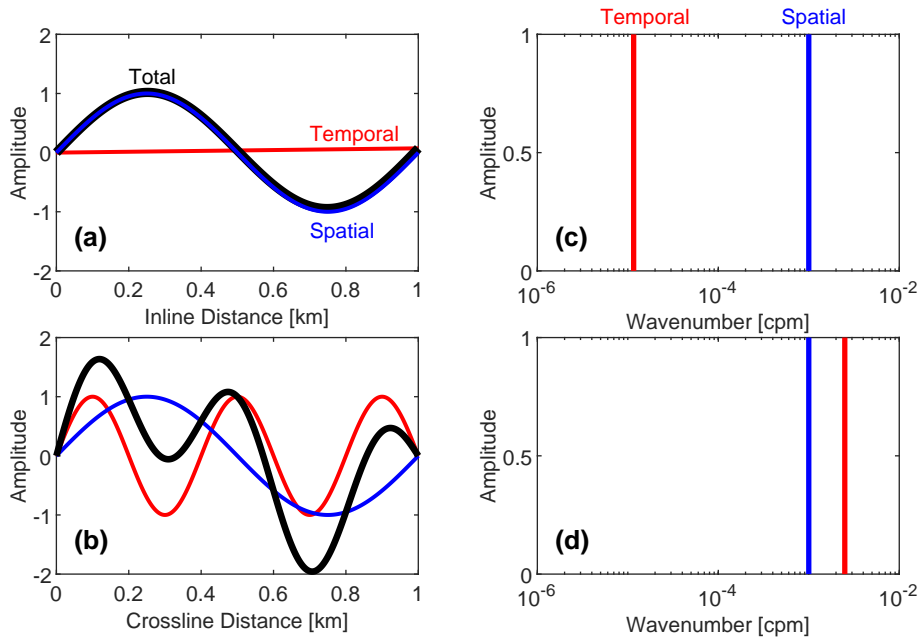 2
1
0
-1
-2
Amplitude
Total
Temporal
Spatial
(a)
0 0.2 0.4 0.6 0.8 1
Inline Distance [km]
Temporal Spatial
1
0.5
0
Amplitude
(c)
10^-6 10^-4 10^-2
Wavenumber [cpm]
2
1
0
-1
-2
Amplitude
(b)
0 0.2 0.4 0.6 0.8 1
Crossline Distance [km]
1
0.5
0
Amplitude
(d)
10^-6 10^-4 10^-2
Wavenumber [cpm]